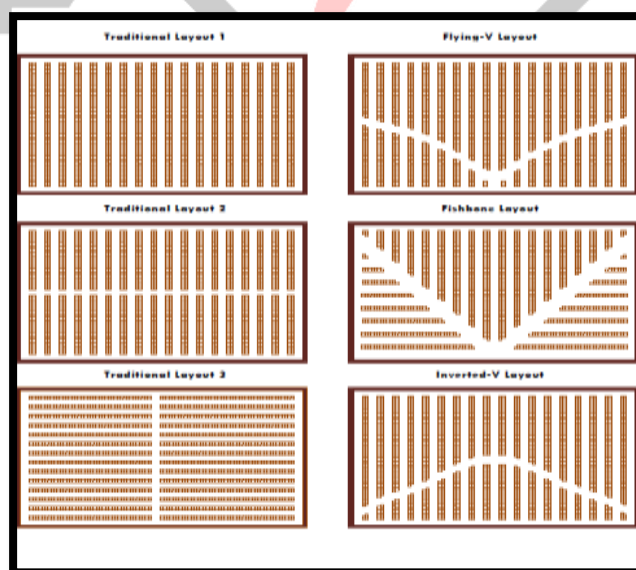 Traditional Layout 1
Flying-V Layout
Traditional Layout 2
Fishbone Layout
Traditional Layout 3
Inverted-V Layout